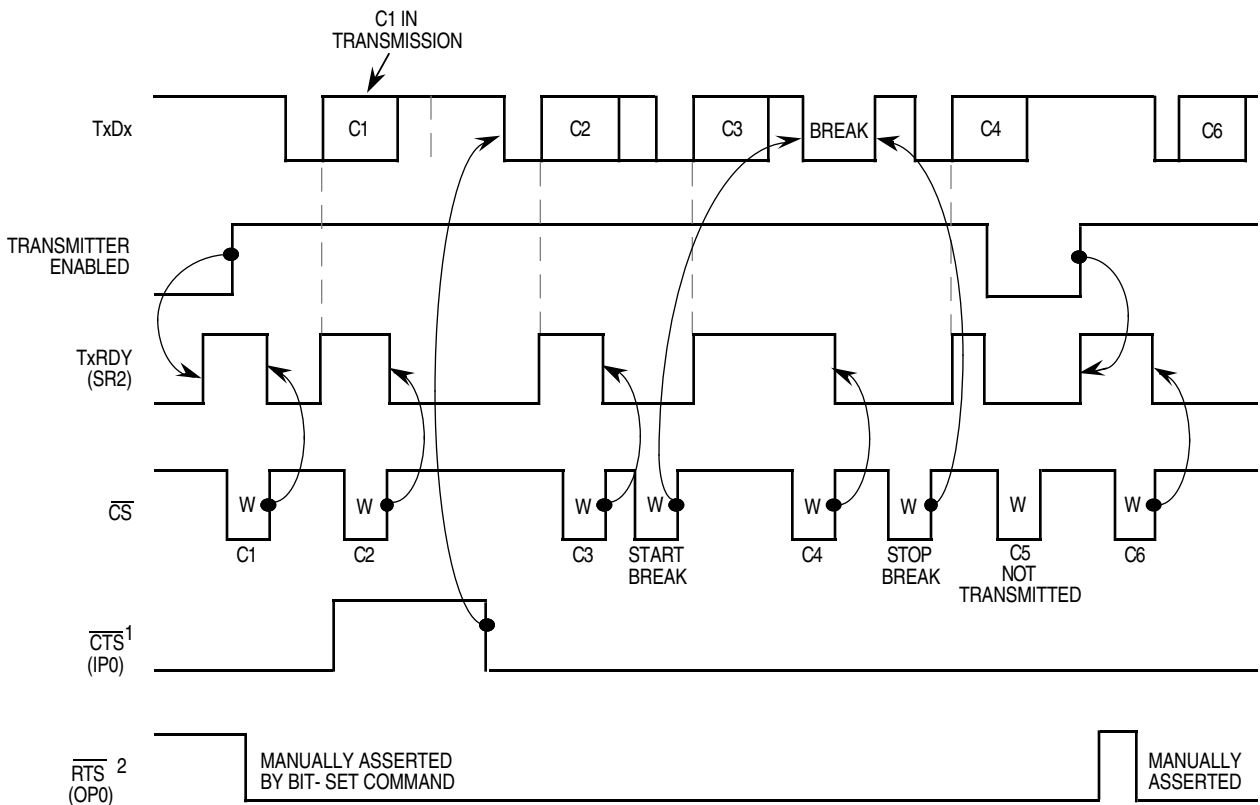 C1 IN
TRANSMISSION
TxDx
C1
C2
C3
BREAK
C4
C6
TRANSMITTER
ENABLED
TxRDY
(SR2)
CS
W
W
W
W
W
W
W
W
C1
C2
C3
START
BREAK
C4
STOP
BREAK
C5
NOT
TRANSMITTED
C6
CTS1
(IP0)
RTS 2
(OP0)
MANUALLY ASSERTED
BY BIT- SET COMMAND
MANUALLY
ASSERTED